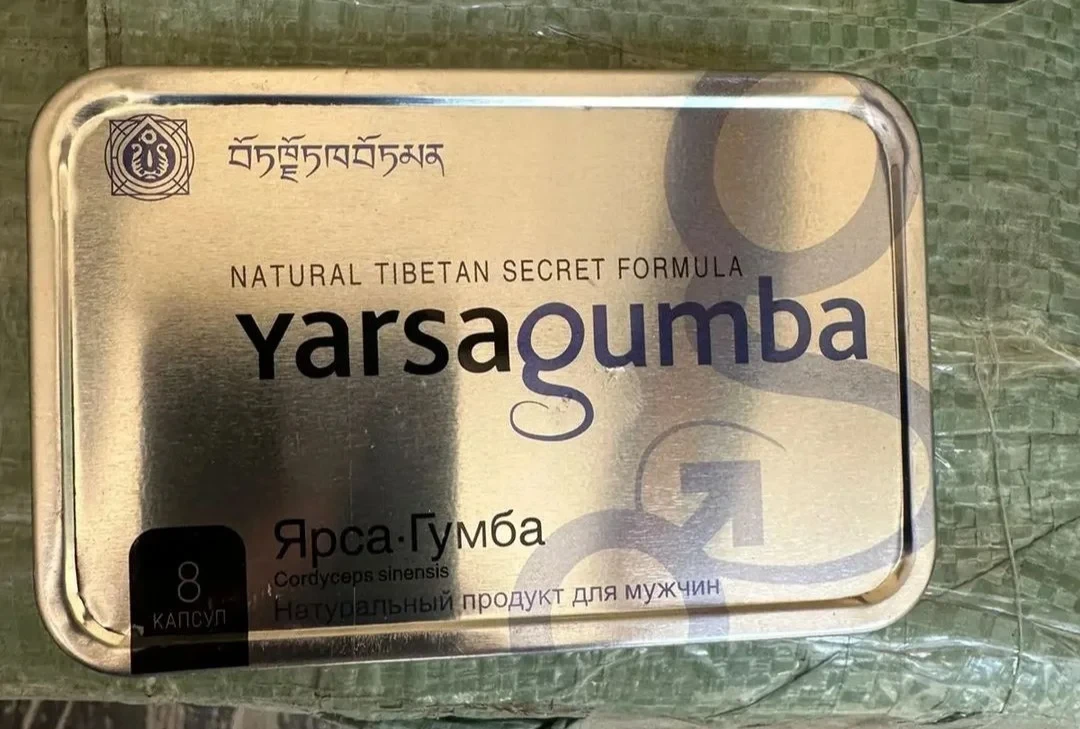 NATURAL TIBETAN SECRET FORMULA
Yarsagumba
Ярса·Гумба
Cordyceps sinensis
Натуральный продукт для мужчин
8
КАПСУЛ